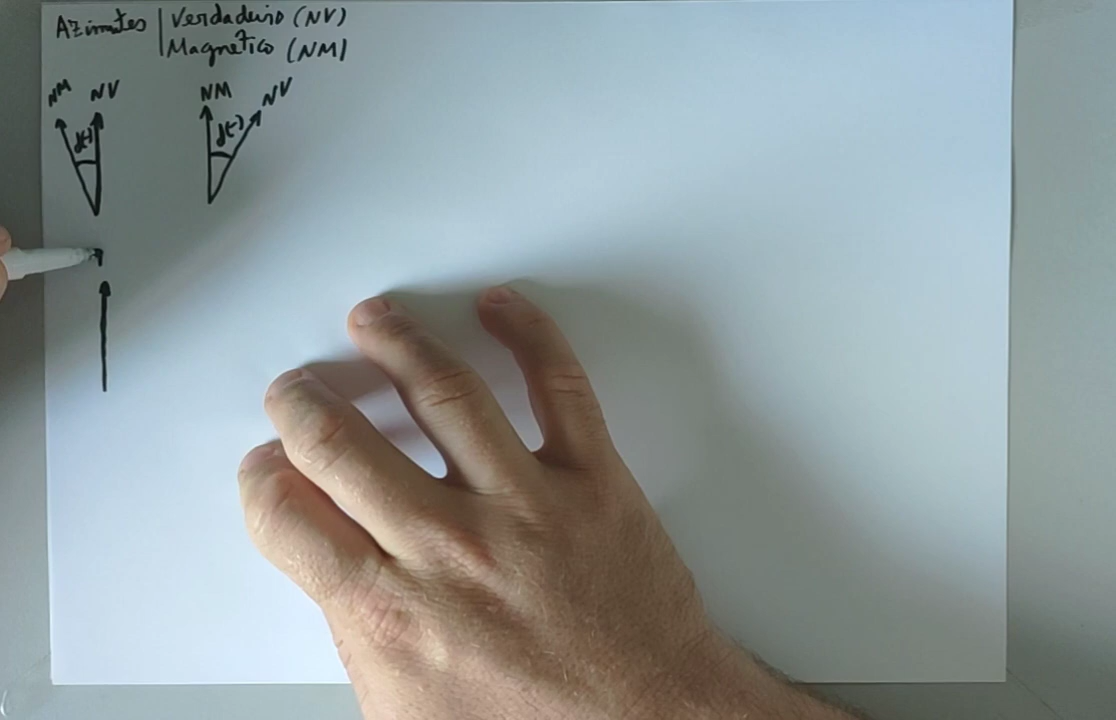 Azimutes | Verdadeiro (NV)
Magnético (NM)
NM NV NM NV
δ(-) δ(-)